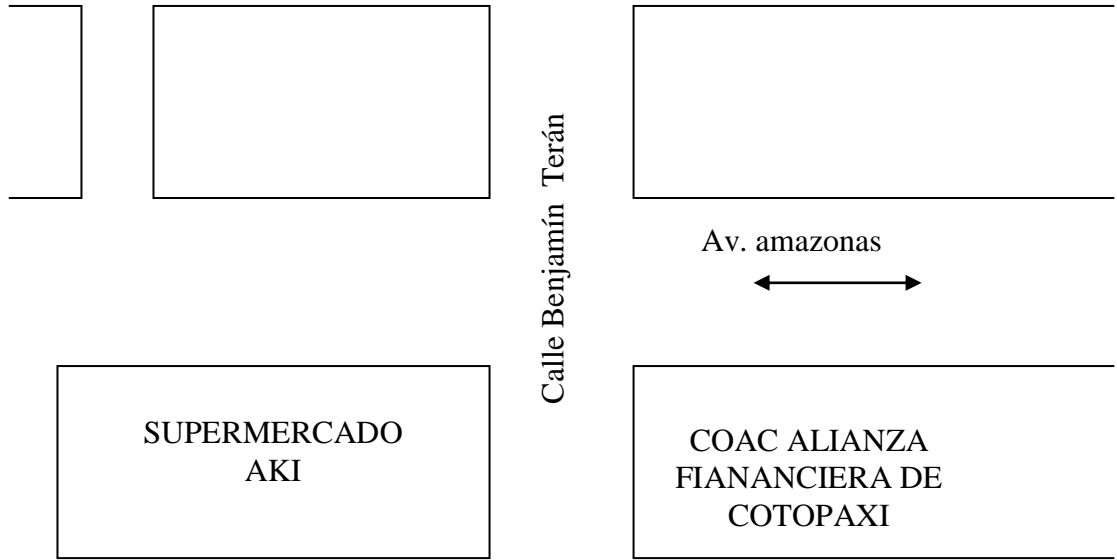 Calle Benjamín Terán
Av. amazonas
SUPERMERCADO
AKI
COAC ALIANZA
FIANANCIERA DE
COTOPAXI